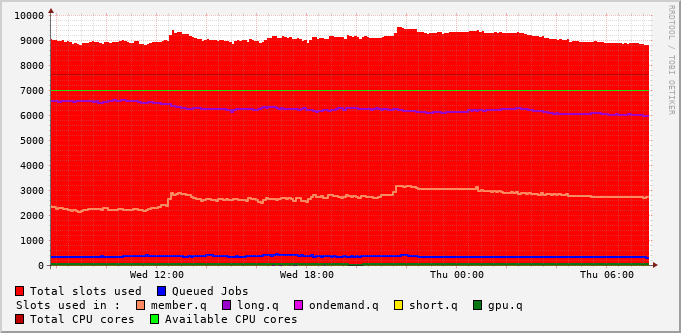 10000
9000
8000
7000
6000
5000
4000
3000
2000
1000
0
Wed 12:00 Wed 18:00 Thu 00:00 Thu 06:00
RRDTOOL / TOBI OETIKER
Total slots used Queued Jobs
Slots used in : member.q long.q ondemand.q short.q gpu.q
Total CPU cores Available CPU cores